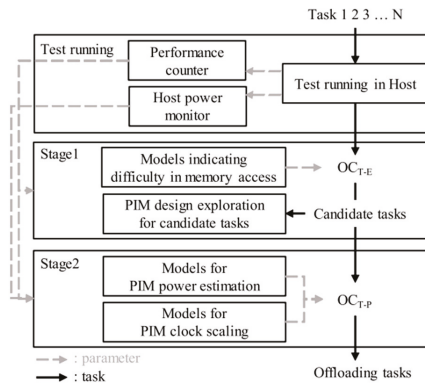 Task 1 2 3 ... N
Test running
Performance
counter
Host power
monitor
Test running in Host
Stage1
Models indicating
difficulty in memory access
OCT-E
PIM design exploration
for candidate tasks
Candidate tasks
Stage2
Models for
PIM power estimation
Models for
PIM clock scaling
OCT-P
: parameter
: task
Offloading tasks